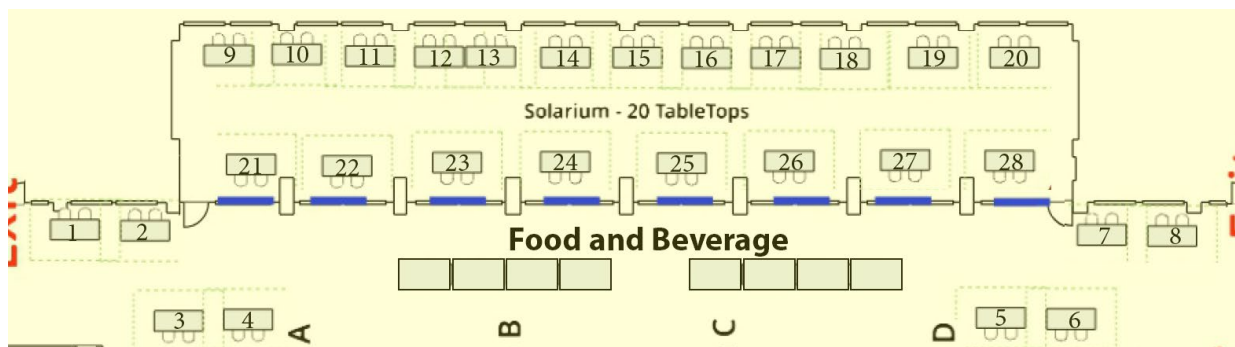 9 10 11 12 13 14 15 16 17 18 19 20
Solarium - 20 TableTops
21 22 23 24 25 26 27 28
1 2 7 8
Food and Beverage
3 4 A B C D 5 6